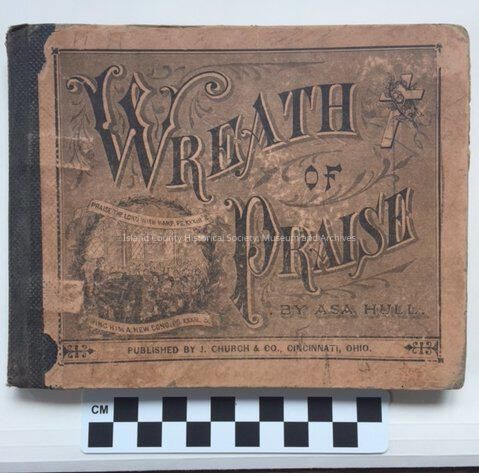 WREATH
OF
PRAISE
BY ASA HULL.
PRAISE THE LORD WITH HARP. PS. XXXIII. 2.
SING HIM A NEW SONG. PS. XXXIII. 3.
PUBLISHED BY J. CHURCH & CO., CINCINNATI, OHIO.
Island County Historical Society, Museum and Archives
CM